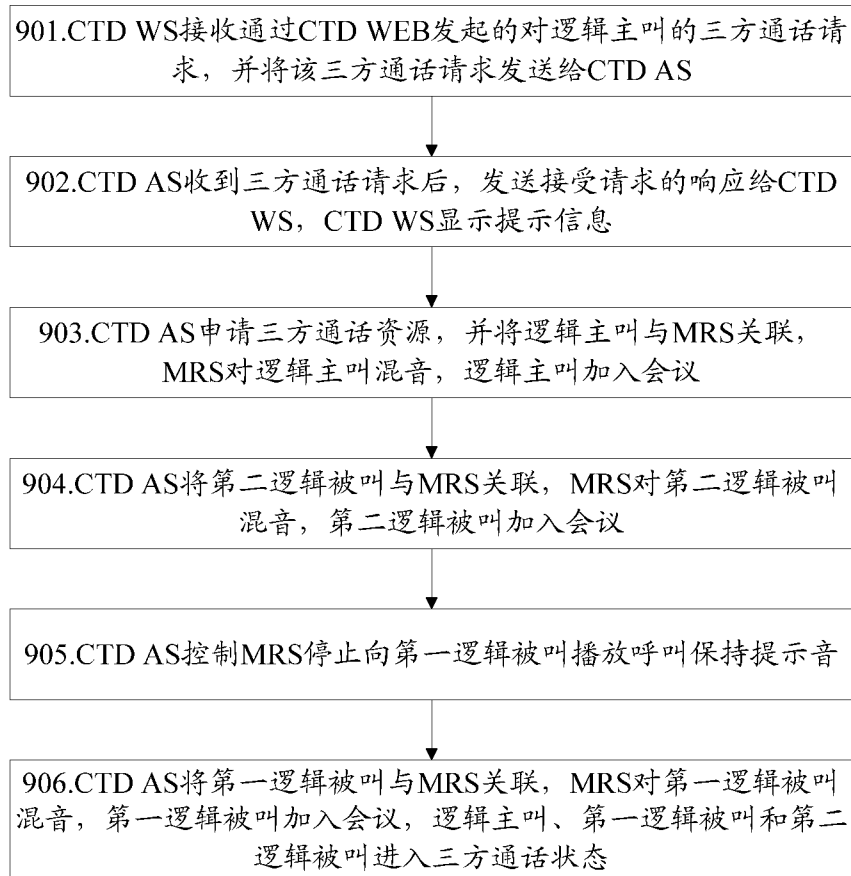 901.CTD WS接收通过CTD WEB发起的对逻辑主叫的三方通话请
求，并将该三方通话请求发送给CTD AS
902.CTD AS收到三方通话请求后，发送接受请求的响应给CTD
WS，CTD WS显示提示信息
903.CTD AS申请三方通话资源，并将逻辑主叫与MRS关联，
MRS对逻辑主叫混音，逻辑主叫加入会议
904.CTD AS将第二逻辑被叫与MRS关联，MRS对第二逻辑被叫
混音，第二逻辑被叫加入会议
905.CTD AS控制MRS停止向第一逻辑被叫播放呼叫保持提示音
906.CTD AS将第一逻辑被叫与MRS关联，MRS对第一逻辑被叫
混音，第一逻辑被叫加入会议，逻辑主叫、第一逻辑被叫和第二
逻辑被叫进入三方通话状态